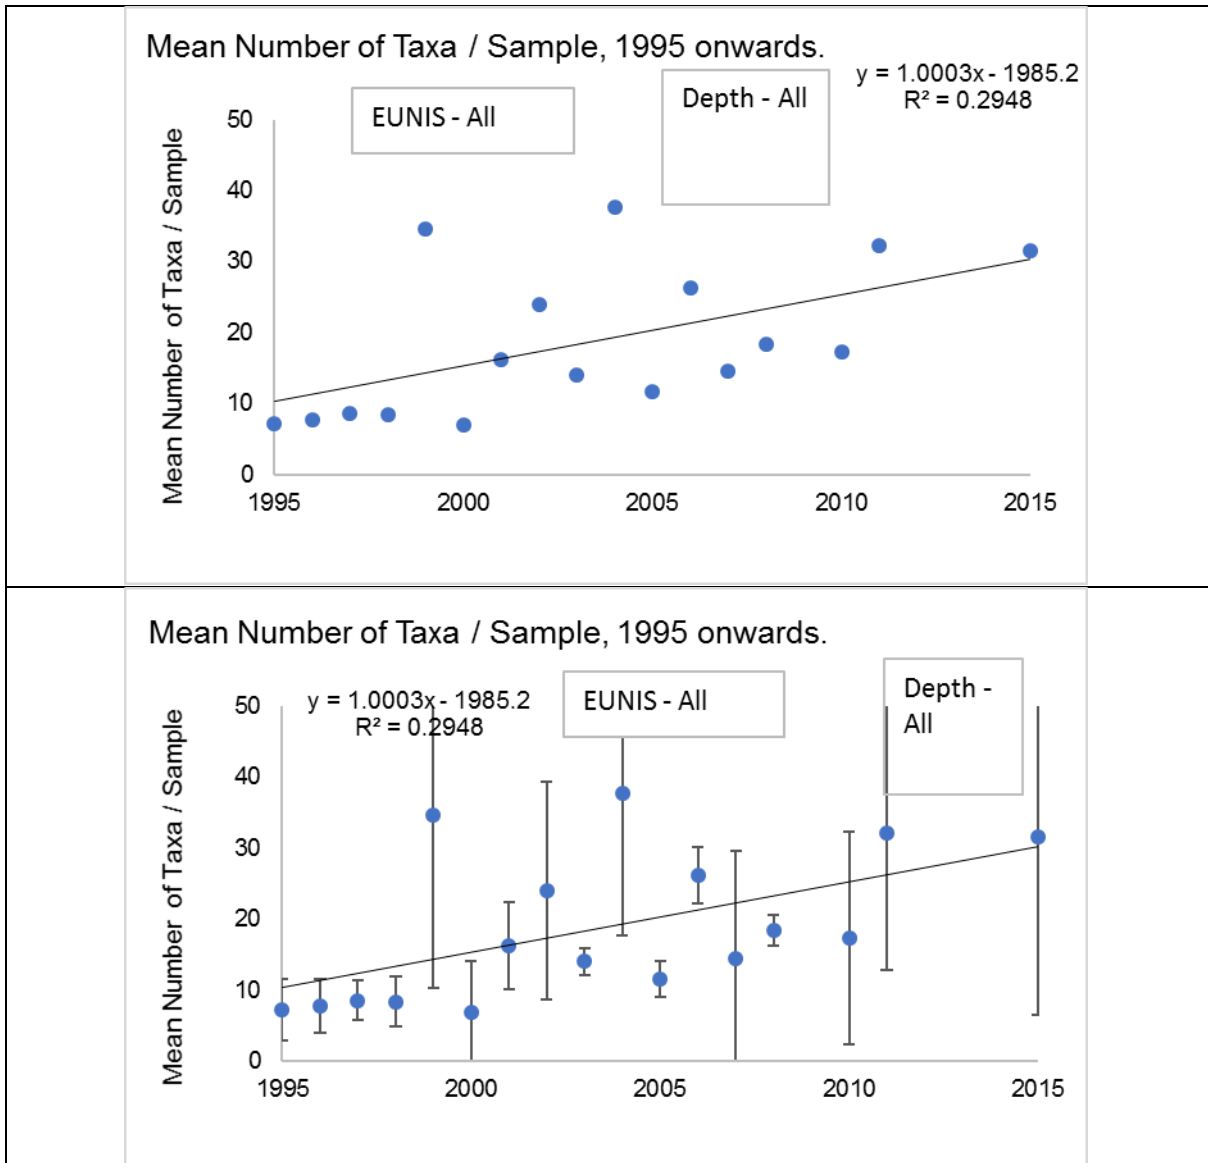 Mean Number of Taxa / Sample, 1995 onwards.
y = 1.0003x - 1985.2
R² = 0.2948
EUNIS - All
Depth - All
Mean Number of Taxa / Sample
50
40
30
20
10
0
1995
2000
2005
2010
2015
Mean Number of Taxa / Sample, 1995 onwards.
y = 1.0003x - 1985.2
R² = 0.2948
EUNIS - All
Depth -
All
Mean Number of Taxa / Sample
50
40
30
20
10
0
1995
2000
2005
2010
2015